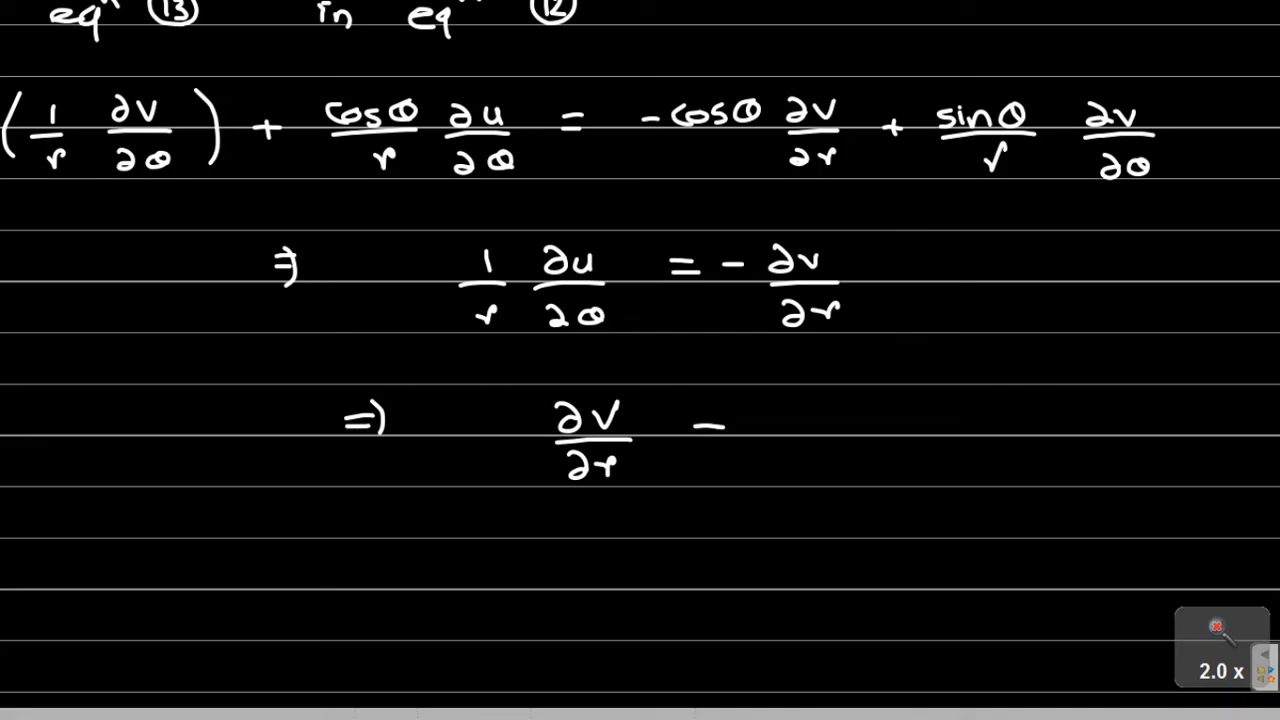 eqⁿ ⑬ in eqⁿ ⑫
(1/r ∂v/∂θ) + cosθ/r ∂u/∂θ = -cosθ ∂v/∂r + sinθ/r ∂v/∂θ
⇒ 1/r ∂u/∂θ = - ∂v/∂r
⇒ ∂v/∂r -
2.0 x